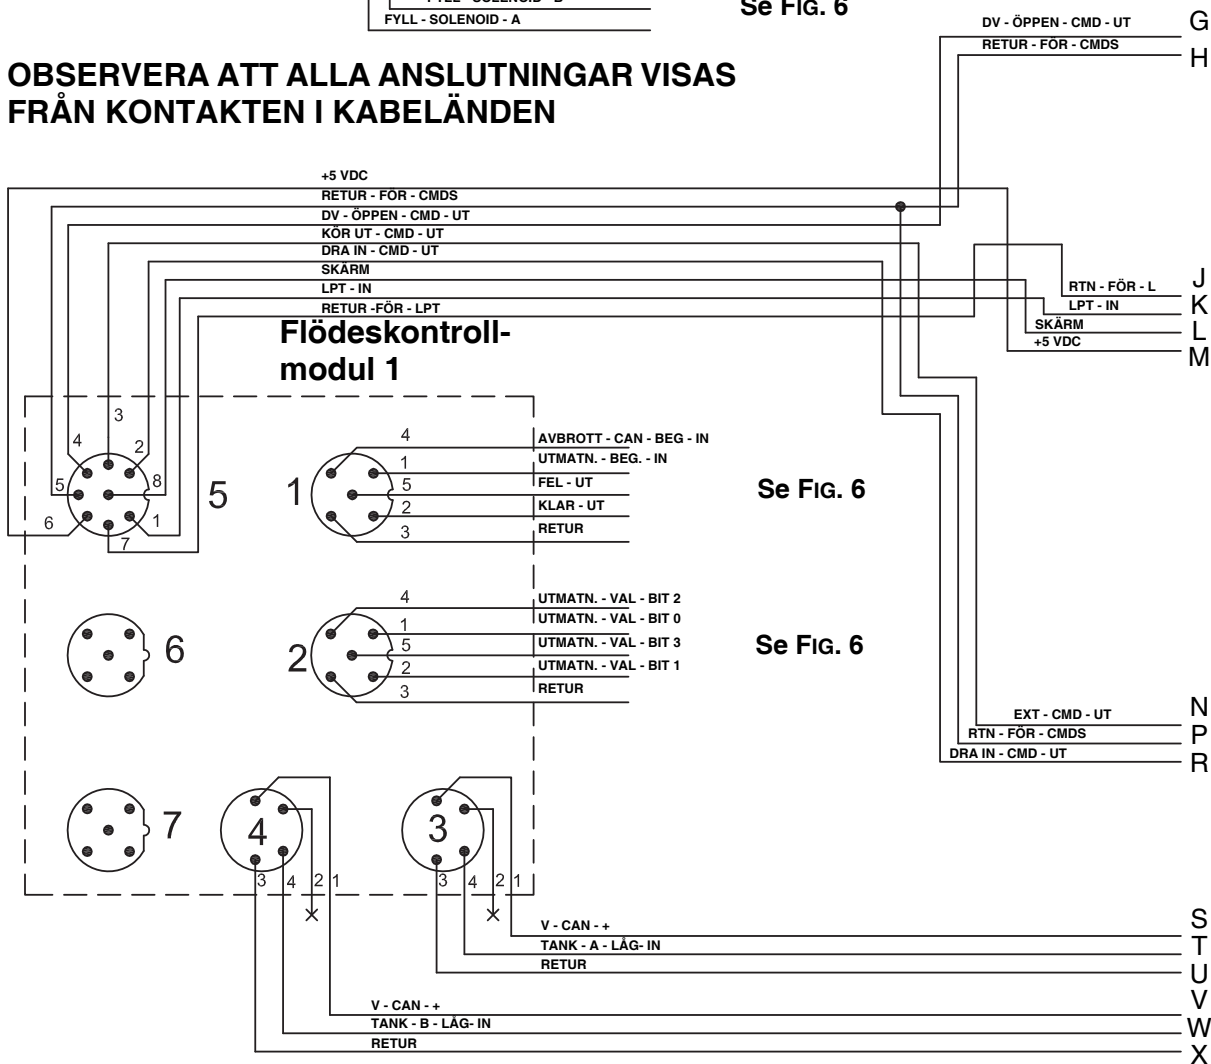 FYLL - SOLENOID - B
FYLL - SOLENOID - A
Se FIG. 6
DV - ÖPPEN - CMD - UT
G
RETUR - FÖR - CMDS
H
OBSERVERA ATT ALLA ANSLUTNINGAR VISAS
FRÅN KONTAKTEN I KABELÄNDEN
+5 VDC
RETUR - FÖR - CMDS
DV - ÖPPEN - CMD - UT
KÖR UT - CMD - UT
DRA IN - CMD - UT
SKÄRM
LPT - IN
RETUR -FÖR - LPT
RTN - FÖR - L
J
LPT - IN
K
SKÄRM
L
+5 VDC
M
Flödeskontroll-
modul 1
3
4
2
5
8
6
1
7
5
1
4
1
5
2
3
AVBROTT - CAN - BEG - IN
UTMATN. - BEG. - IN
FEL - UT
KLAR - UT
RETUR
Se FIG. 6
6
2
4
1
5
2
3
UTMATN. - VAL - BIT 2
UTMATN. - VAL - BIT 0
UTMATN. - VAL - BIT 3
UTMATN. - VAL - BIT 1
RETUR
Se FIG. 6
EXT - CMD - UT
N
RTN - FÖR - CMDS
P
DRA IN - CMD - UT
R
7
4
3
3 4 2 1
3 4 2 1
V - CAN - +
S
TANK - A - LÅG- IN
T
RETUR
U
V - CAN - +
V
TANK - B - LÅG- IN
W
RETUR
X